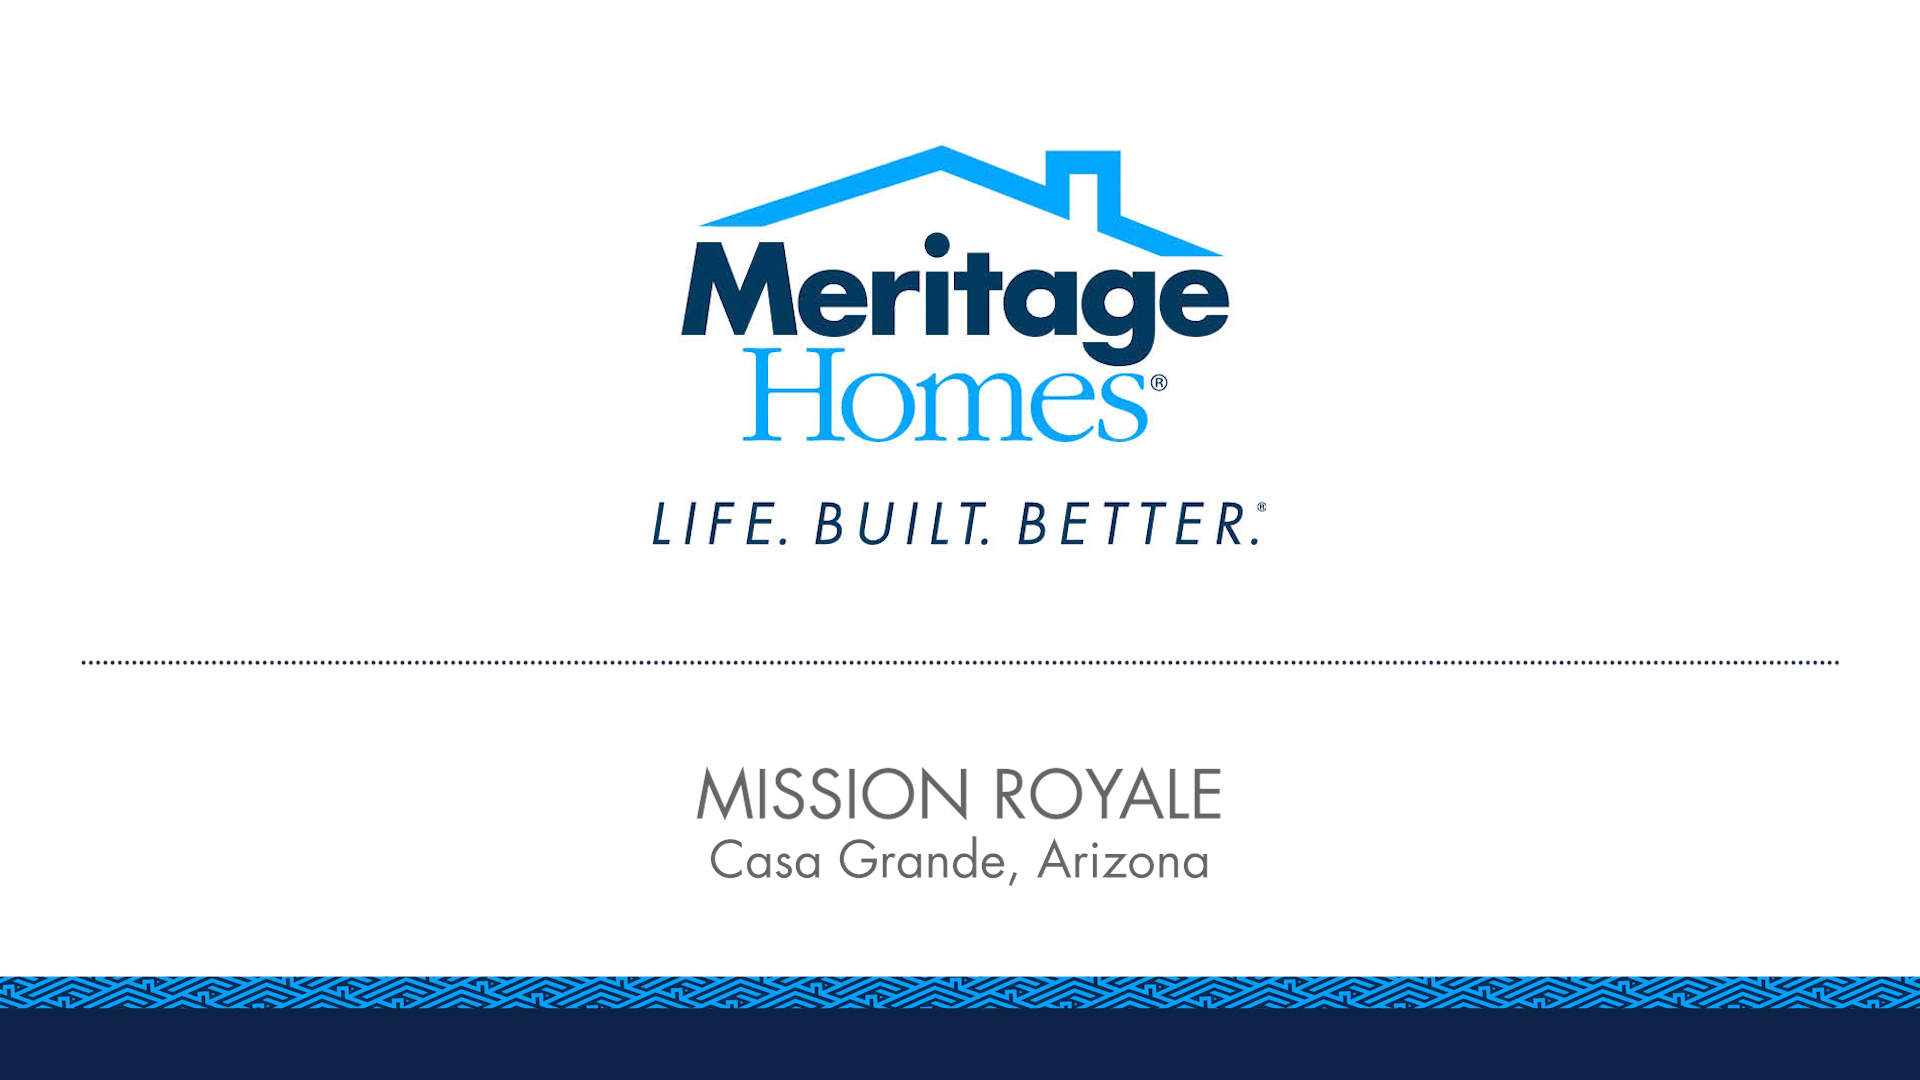 Meritage
Homes®
LIFE. BUILT. BETTER.®
MISSION ROYALE
Casa Grande, Arizona